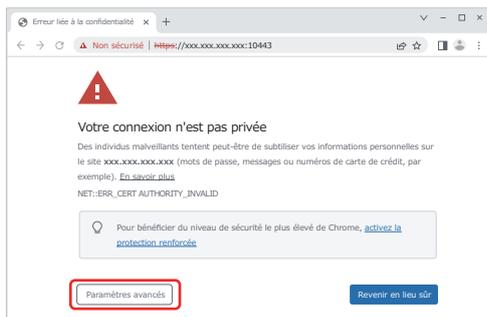 Erreur liée à la confidentialité
Non sécurisé | https://xxx.xxx.xxx.xxx:10443
Votre connexion n'est pas privée
Des individus malveillants tentent peut-être de subtiliser vos informations personnelles sur
le site xxx.xxx.xxx.xxx (mots de passe, messages ou numéros de carte de crédit, par
exemple). En savoir plus
NET::ERR_CERT AUTHORITY_INVALID
Pour bénéficier du niveau de sécurité le plus élevé de Chrome, activez la
protection renforcée
Paramètres avancés
Revenir en lieu sûr